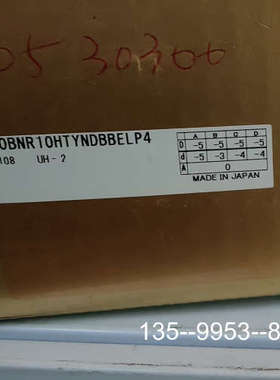 05 30300
0BNR10HTYNDBBELP4
108 UH-2
A B C D
D -5 -5 -5 -5
d -5 -3 -4 -4
A 0
MADE IN JAPAN
135--9953--8